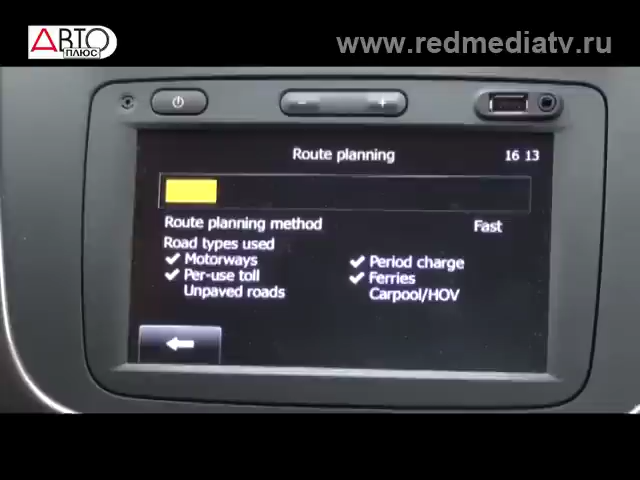 АВТО
ПЛЮС
www.redmediatv.ru
Route planning
16 13
Route planning method
Fast
Road types used
Motorways
Period charge
Per-use toll
Ferries
Unpaved roads
Carpool/HOV